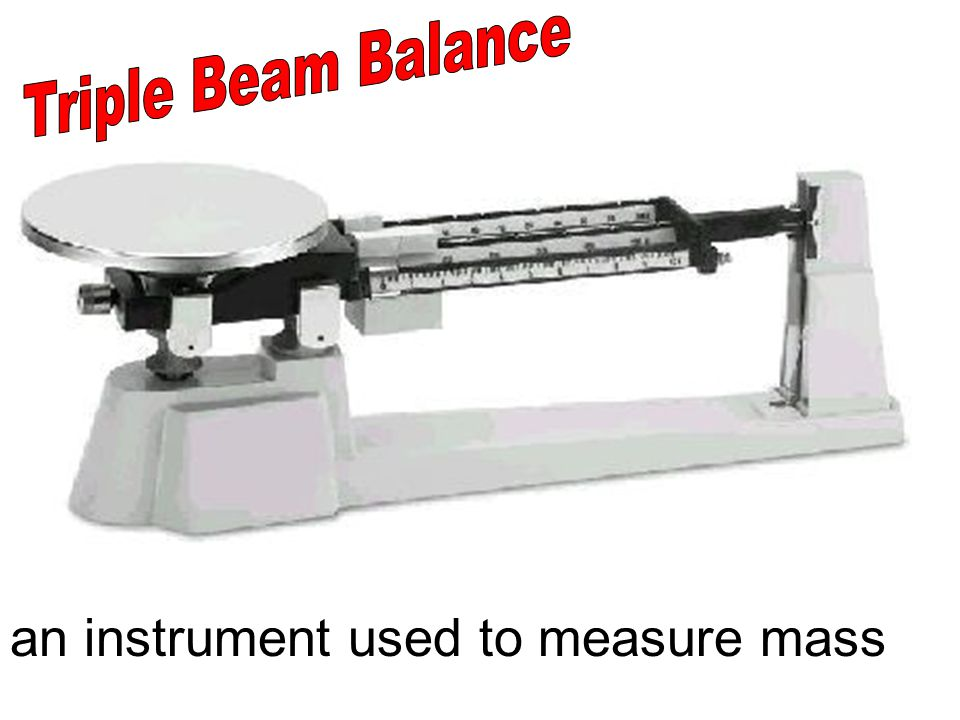 Triple Beam Balance
an instrument used to measure mass